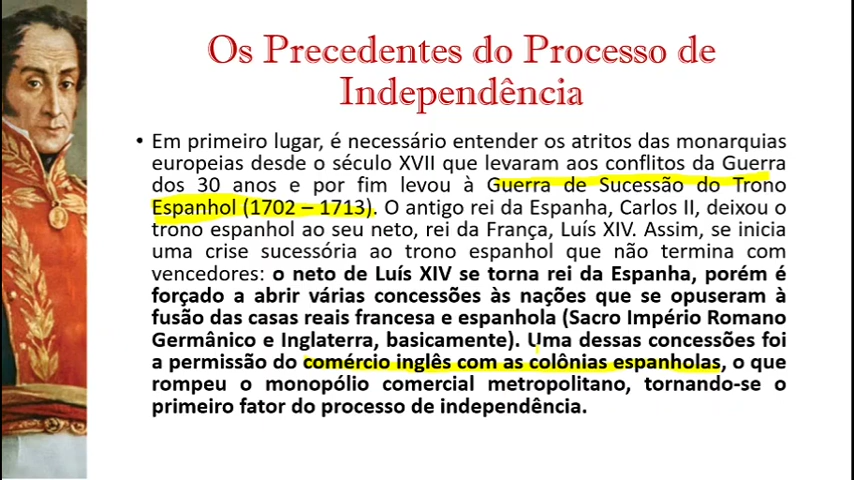 Os Precedentes do Processo de
Independência
• Em primeiro lugar, é necessário entender os atritos das monarquias
europeias desde o século XVII que levaram aos conflitos da Guerra
dos 30 anos e por fim levou à Guerra de Sucessão do Trono
Espanhol (1702 – 1713). O antigo rei da Espanha, Carlos II, deixou o
trono espanhol ao seu neto, rei da França, Luís XIV. Assim, se inicia
uma crise sucessória ao trono espanhol que não termina com
vencedores: o neto de Luís XIV se torna rei da Espanha, porém é
forçado a abrir várias concessões às nações que se opuseram à
fusão das casas reais francesa e espanhola (Sacro Império Romano
Germânico e Inglaterra, basicamente). Uma dessas concessões foi
a permissão do comércio inglês com as colônias espanholas, o que
rompeu o monopólio comercial metropolitano, tornando-se o
primeiro fator do processo de independência.